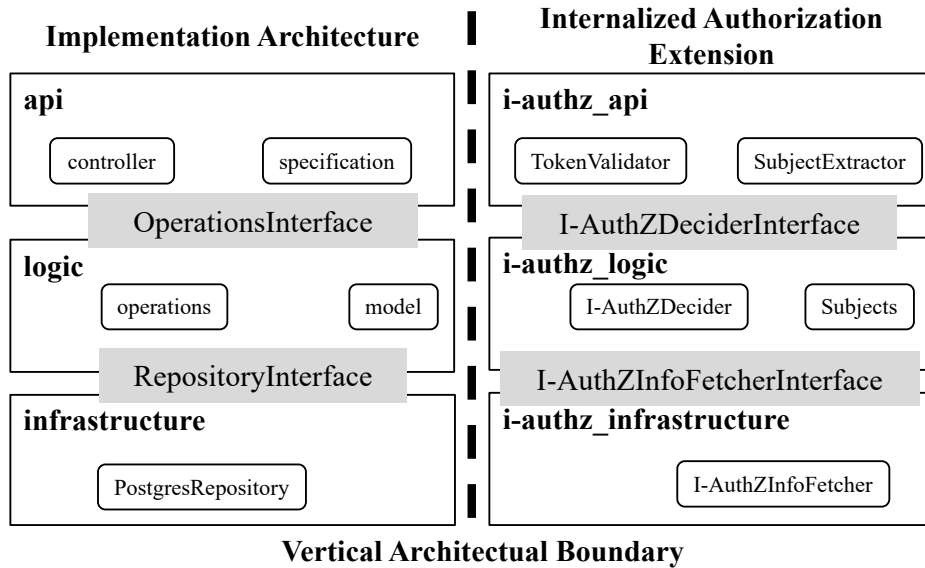 Implementation Architecture
api
controller
specification
OperationsInterface
logic
operations
model
RepositoryInterface
infrastructure
PostgresRepository
Internalized Authorization
Extension
i-authz_api
TokenValidator
SubjectExtractor
I-AuthZDeciderInterface
i-authz_logic
I-AuthZDecider
Subjects
I-AuthZInfoFetcherInterface
i-authz_infrastructure
I-AuthZInfoFetcher
Vertical Architectual Boundary